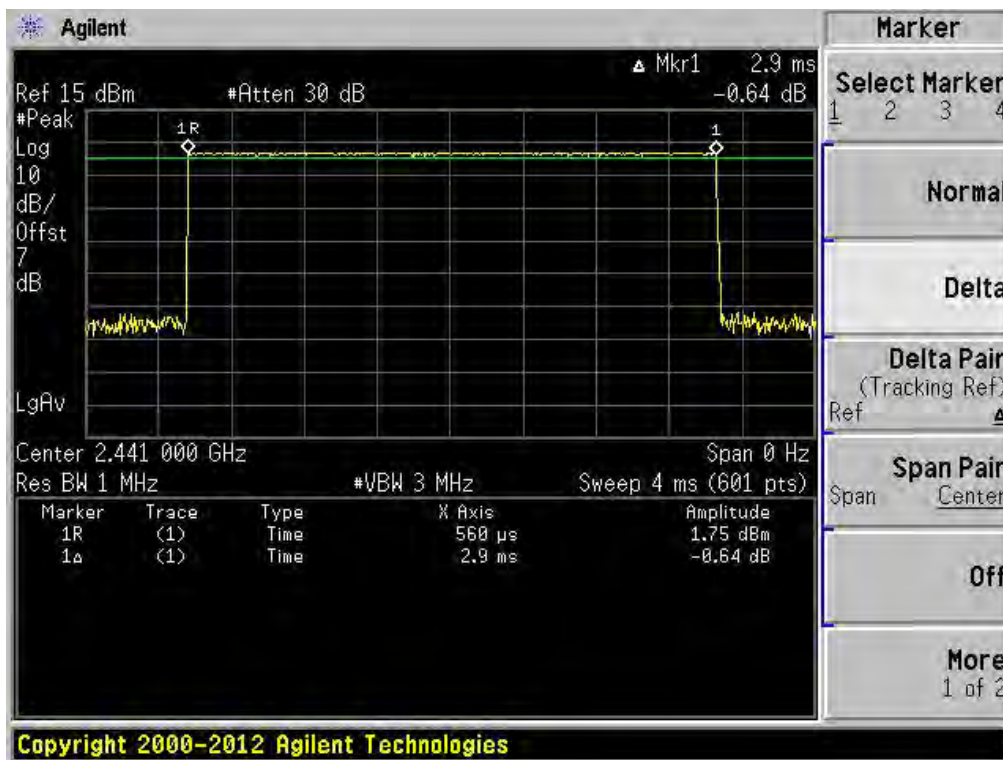 Agilent
Marker
Δ Mkr1 2.9 ms
Ref 15 dBm #Atten 30 dB -0.64 dB
#Peak
Log
10
dB/
Offst
7
dB
LgAv
1R
1
Center 2.441 000 GHz Span 0 Hz
Res BW 1 MHz #VBW 3 MHz Sweep 4 ms (601 pts)
Marker Trace Type X Axis Amplitude
1R (1) Time 560 µs 1.75 dBm
1Δ (1) Time 2.9 ms -0.64 dB
Select Marker
1 2 3 4
Normal
Delta
Delta Pair
(Tracking Ref)
Ref Δ
Span Pair
Span Center
Off
More
1 of 2
Copyright 2000-2012 Agilent Technologies